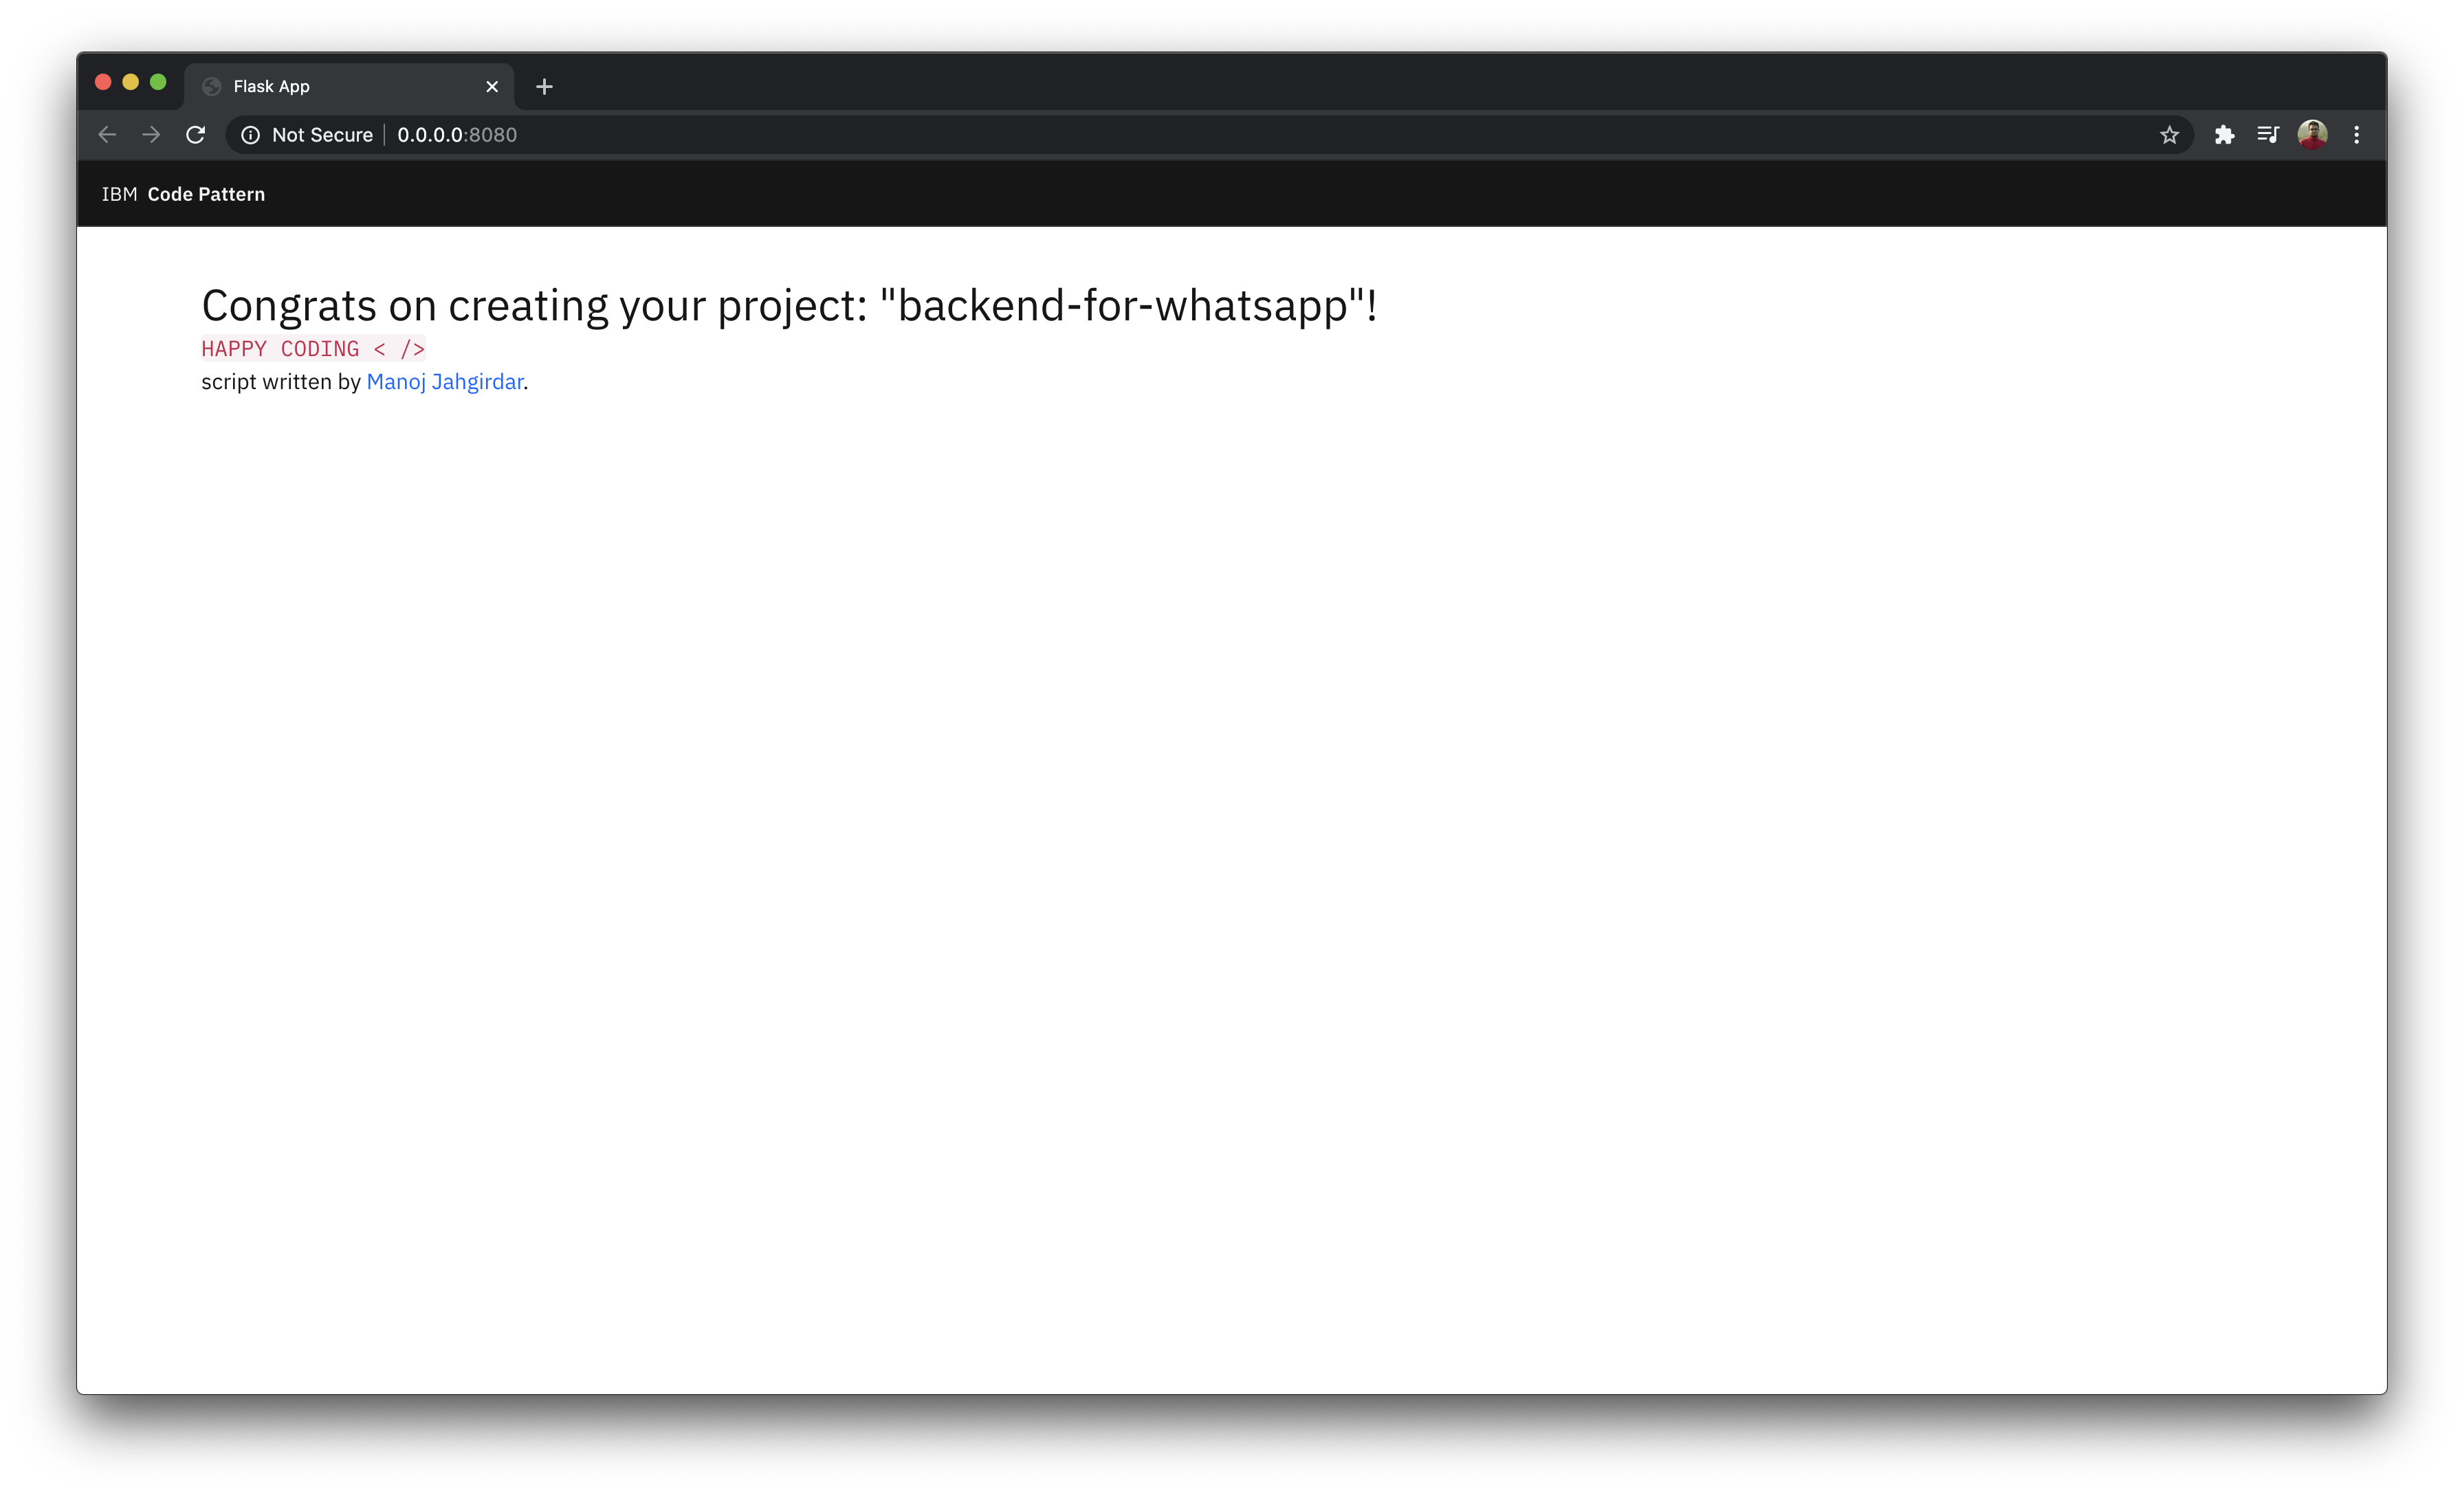 Flask App
Not Secure 0.0.0.0:8080
IBM Code Pattern
Congrats on creating your project: "backend-for-whatsapp"!
HAPPY CODING < />
script written by Manoj Jahgirdar.